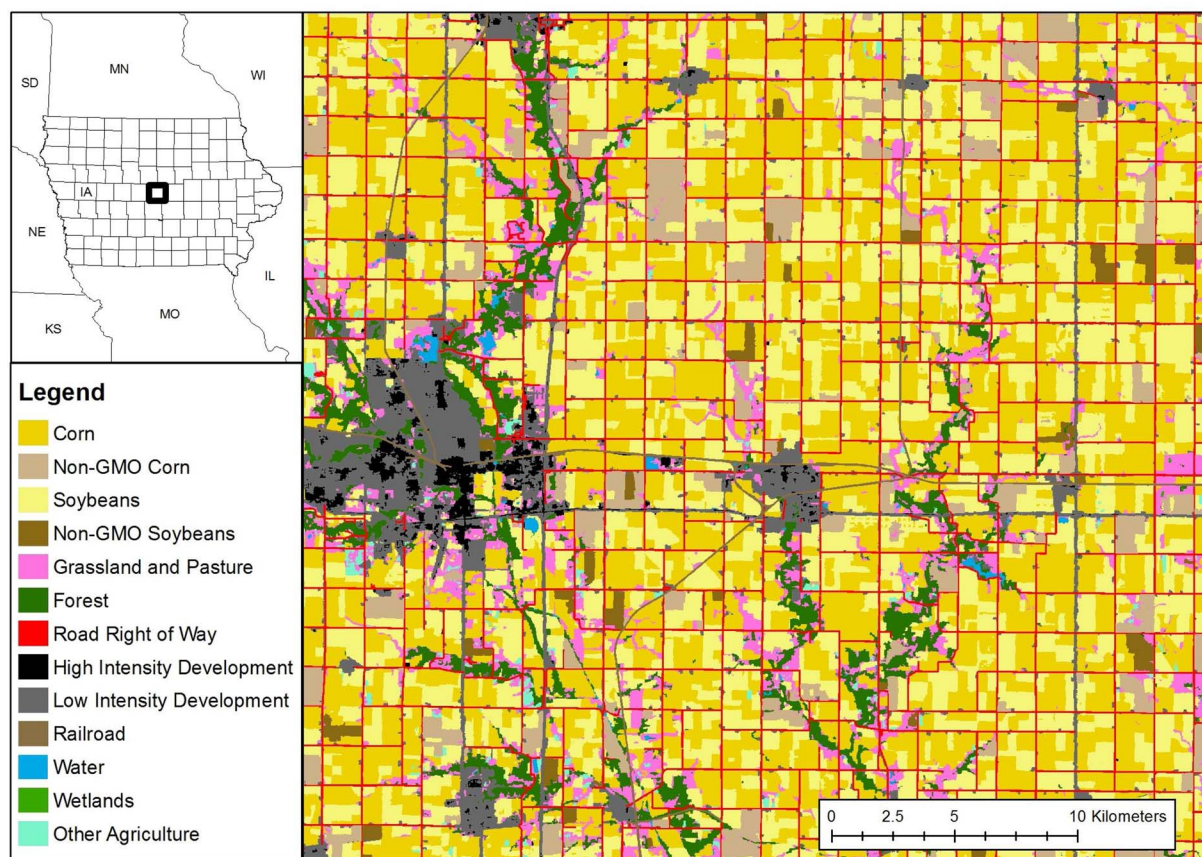 MN
WI
SD
IA
NE
IL
MO
KS
Legend
Corn
Non-GMO Corn
Soybeans
Non-GMO Soybeans
Grassland and Pasture
Forest
Road Right of Way
High Intensity Development
Low Intensity Development
Railroad
Water
Wetlands
Other Agriculture
0 2.5 5 10 Kilometers